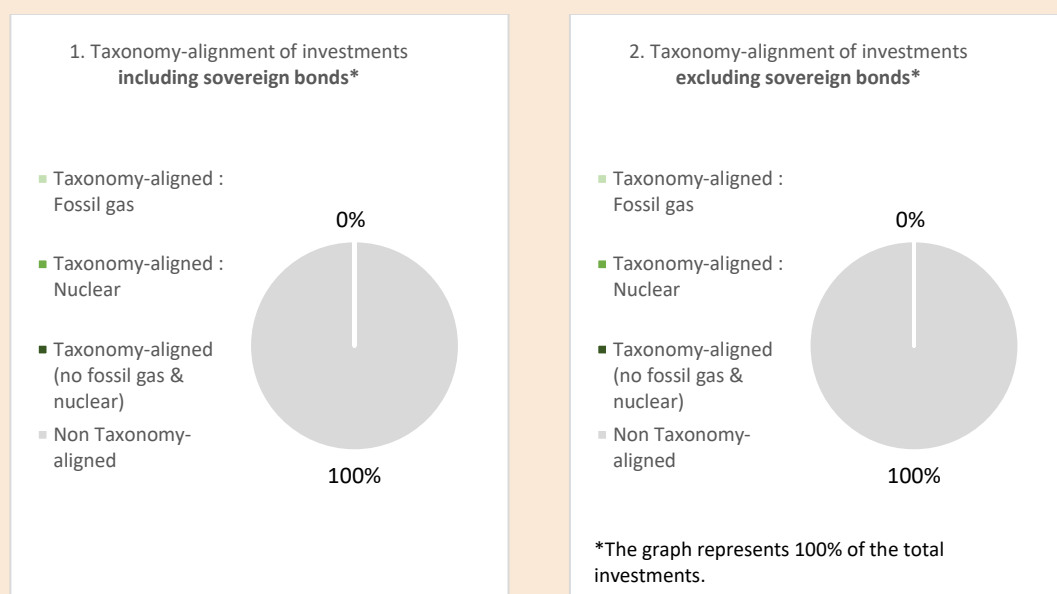 1. Taxonomy-alignment of investments
including sovereign bonds*
Taxonomy-aligned :
Fossil gas
Taxonomy-aligned :
Nuclear
Taxonomy-aligned
(no fossil gas &
nuclear)
Non Taxonomy-
aligned
0%
100%
2. Taxonomy-alignment of investments
excluding sovereign bonds*
Taxonomy-aligned :
Fossil gas
Taxonomy-aligned :
Nuclear
Taxonomy-aligned
(no fossil gas &
nuclear)
Non Taxonomy-
aligned
0%
100%
*The graph represents 100% of the total
investments.